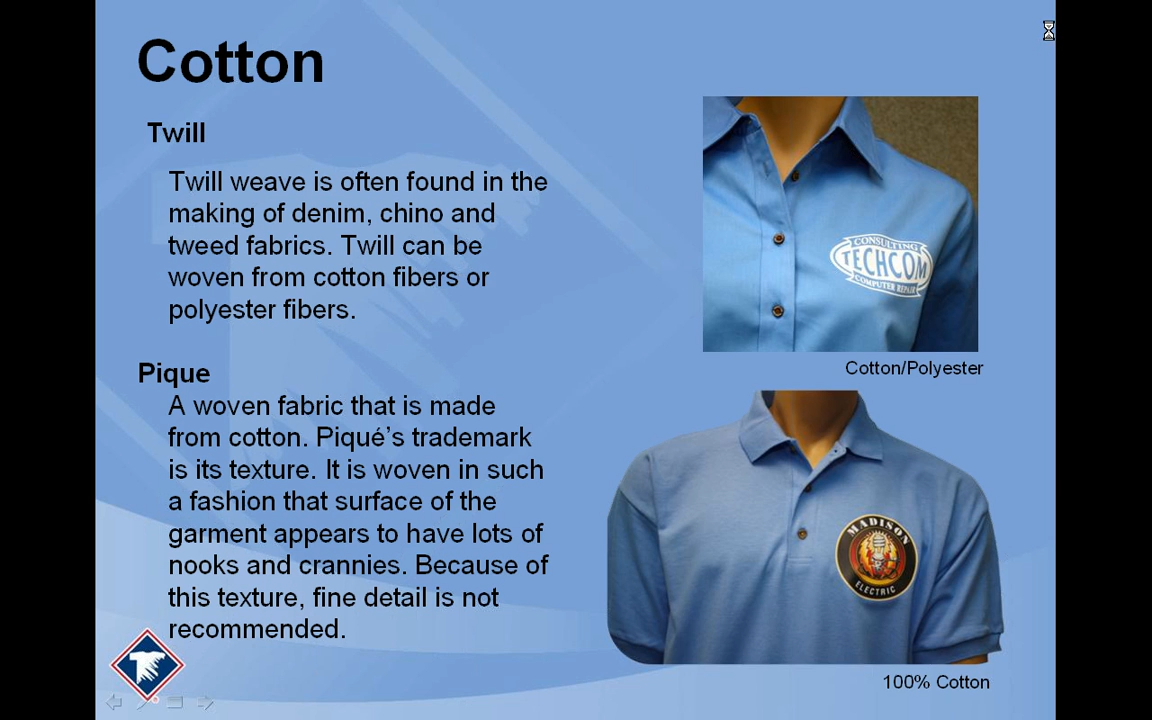 Cotton
Twill
Twill weave is often found in the
making of denim, chino and
tweed fabrics. Twill can be
woven from cotton fibers or
polyester fibers.
Pique
A woven fabric that is made
from cotton. Piqué’s trademark
is its texture. It is woven in such
a fashion that surface of the
garment appears to have lots of
nooks and crannies. Because of
this texture, fine detail is not
recommended.
CONSULTING
TECHCOM
COMPUTER REPAIR
Cotton/Polyester
MADISON
ELECTRIC
100% Cotton